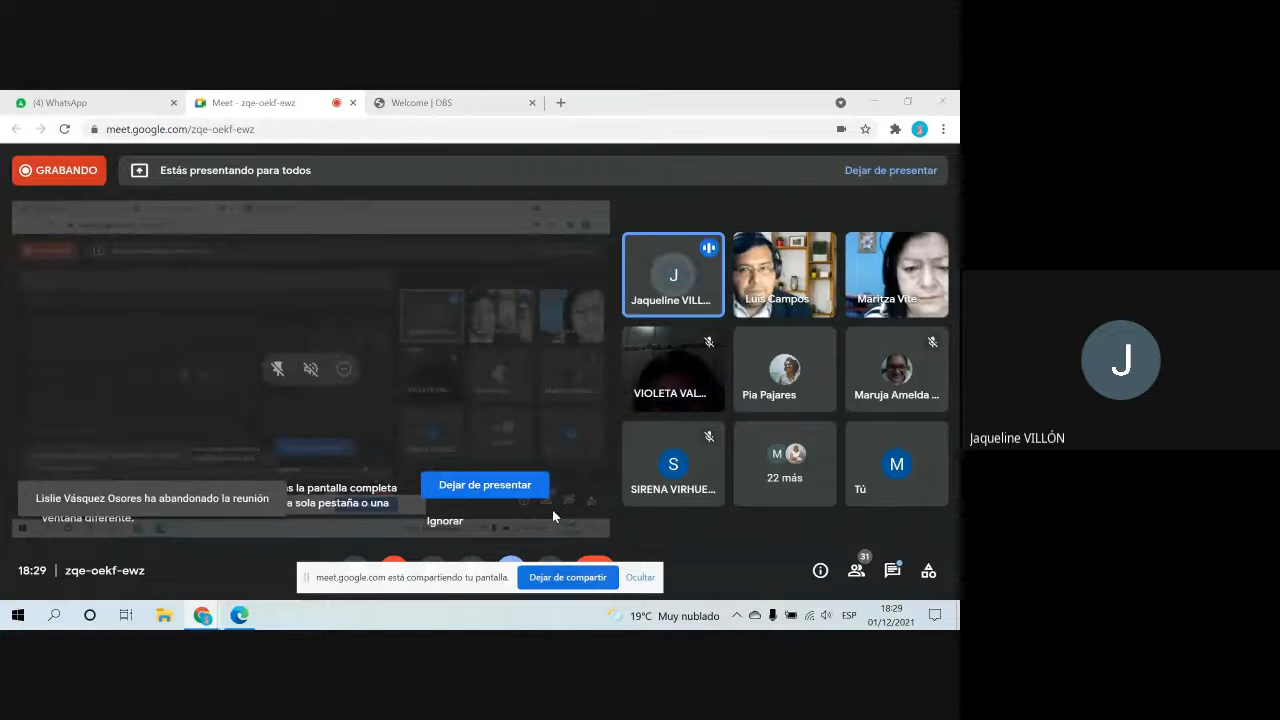 (4) WhatsApp
Meet - zqe-oekf-ewz
Welcome | OBS
meet.google.com/zqe-oekf-ewz
GRABANDO
Estás presentando para todos
Dejar de presentar
Jaqueline VILL...
Luis Campos
Maritza Vite
VIOLETA VAL...
Pia Pajares
Maruja Amelda ...
S
SIRENA VIRHUE...
M
22 más
M
Tú
J
J
Jaqueline VILLÓN
la pantalla completa
Lislie Vásquez Osores ha abandonado la reunión
sola pestaña o una
ventana diferente.
Dejar de presentar
Ignorar
18:29 | zqe-oekf-ewz
31
meet.google.com está compartiendo tu pantalla.
Dejar de compartir
Ocultar
19°C Muy nublado
ESP
18:29
01/12/2021